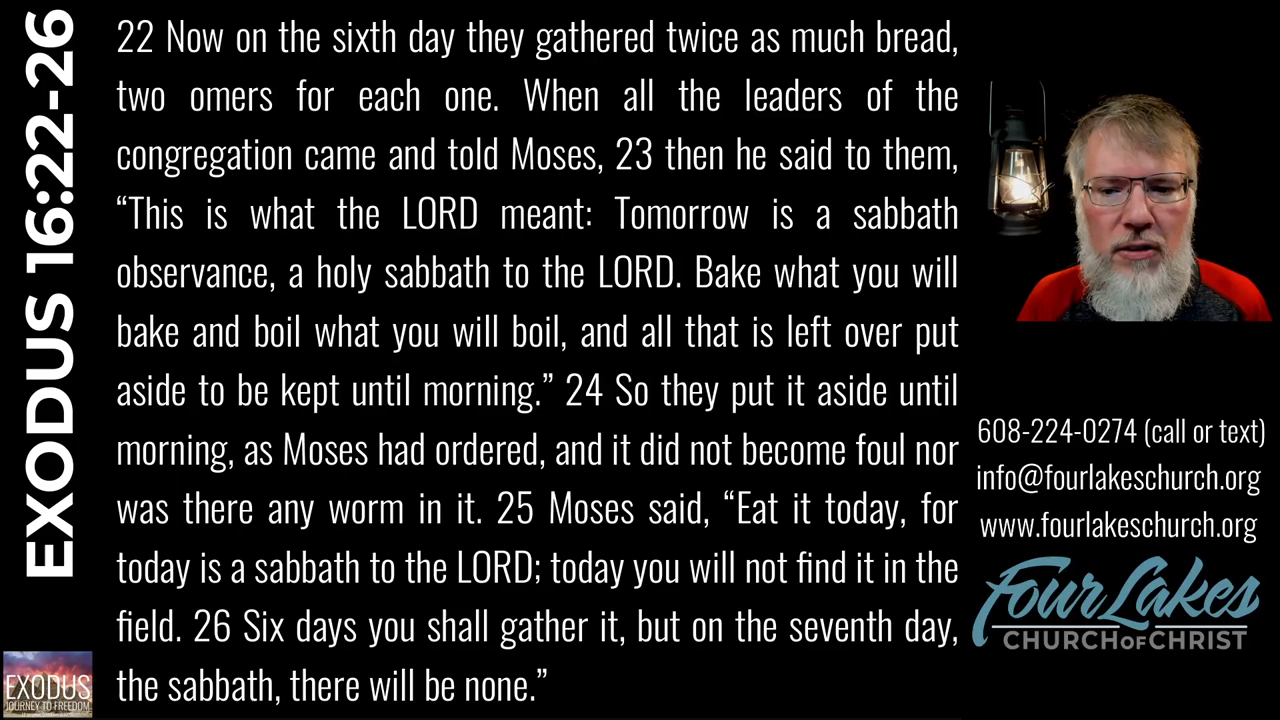 EXODUS 16:22-26
22 Now on the sixth day they gathered twice as much bread,
two omers for each one. When all the leaders of the
congregation came and told Moses, 23 then he said to them,
“This is what the LORD meant: Tomorrow is a sabbath
observance, a holy sabbath to the LORD. Bake what you will
bake and boil what you will boil, and all that is left over put
aside to be kept until morning.” 24 So they put it aside until
morning, as Moses had ordered, and it did not become foul nor
was there any worm in it. 25 Moses said, “Eat it today, for
today is a sabbath to the LORD; today you will not find it in the
field. 26 Six days you shall gather it, but on the seventh day,
the sabbath, there will be none.”
608-224-0274 (call or text)
info@fourlakeschurch.org
www.fourlakeschurch.org
Four Lakes
CHURCH OF CHRIST
EXODUS
JOURNEY TO FREEDOM